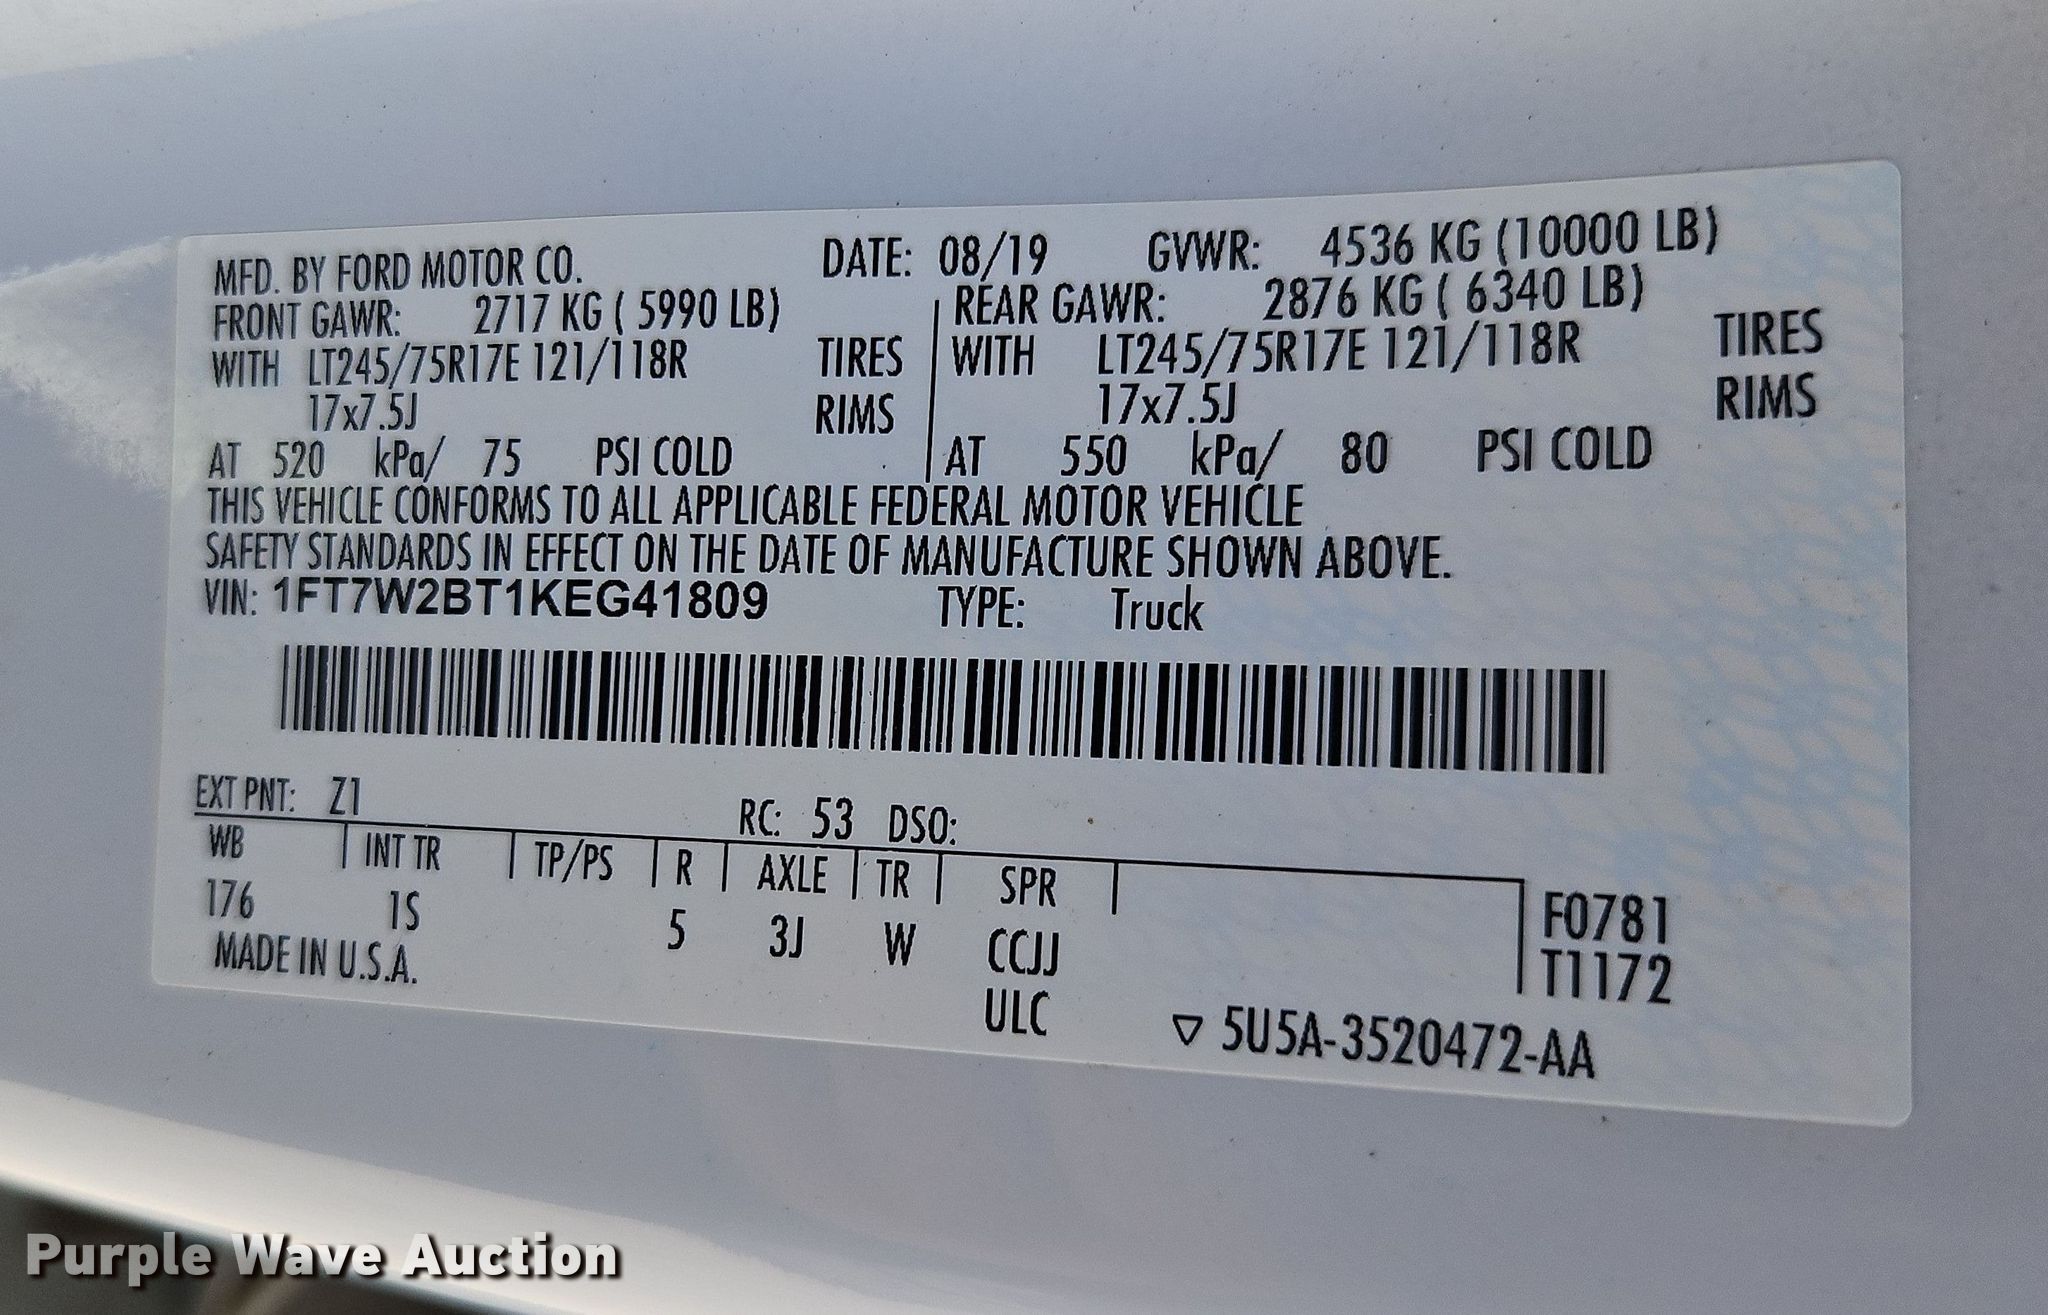 MFD. BY FORD MOTOR CO. DATE: 08/19 GVWR: 4536 KG (10000 LB)
FRONT GAWR: 2717 KG ( 5990 LB) REAR GAWR: 2876 KG ( 6340 LB)
WITH LT245/75R17E 121/118R TIRES WITH LT245/75R17E 121/118R TIRES
17x7.5J RIMS 17x7.5J RIMS
AT 520 kPa/ 75 PSI COLD AT 550 kPa/ 80 PSI COLD
THIS VEHICLE CONFORMS TO ALL APPLICABLE FEDERAL MOTOR VEHICLE
SAFETY STANDARDS IN EFFECT ON THE DATE OF MANUFACTURE SHOWN ABOVE.
VIN: 1FT7W2BT1KEG41809 TYPE: Truck
EXT PNT: Z1 RC: 53 DSO:
WB INT TR TP/PS R AXLE TR SPR
176 1S 5 3J W CCJJ F0781
MADE IN U.S.A. ULC T1172
▽ 5U5A-3520472-AA
Purple Wave Auction